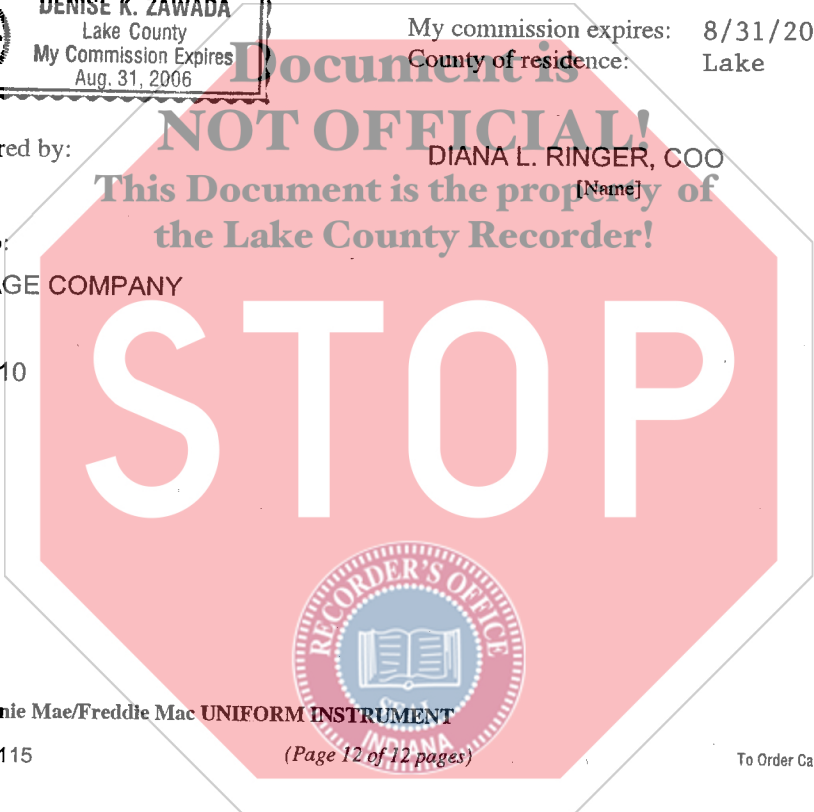 DENISE K. ZAWADA
Lake County
My Commission Expires
Aug. 31, 2006
My commission expires: 8/31/20
County of residence: Lake
Document is
NOT OFFICIAL!
This Document is the property of
the Lake County Recorder!
red by:
DIANA L. RINGER, COO
[Name]
GE COMPANY
10
STOP
RECORDER'S OFFICE
SEAL
INDIANA
nie Mae/Freddie Mac UNIFORM INSTRUMENT
115
(Page 12 of 12 pages)
To Order Ca